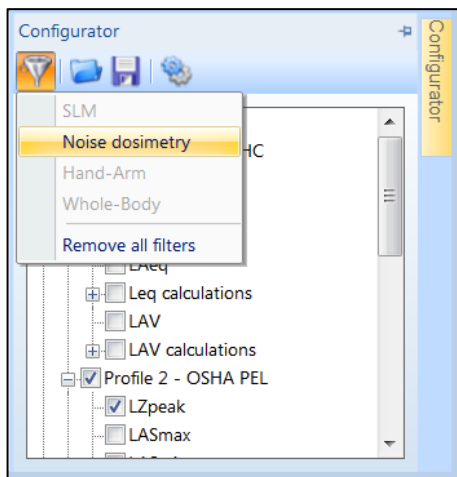 Configurator
Configurator
SLM
Noise dosimetry
HC
Hand-Arm
Whole-Body
Remove all filters
LAeq
Leq calculations
LAV
LAV calculations
Profile 2 - OSHA PEL
LZpeak
LASmax